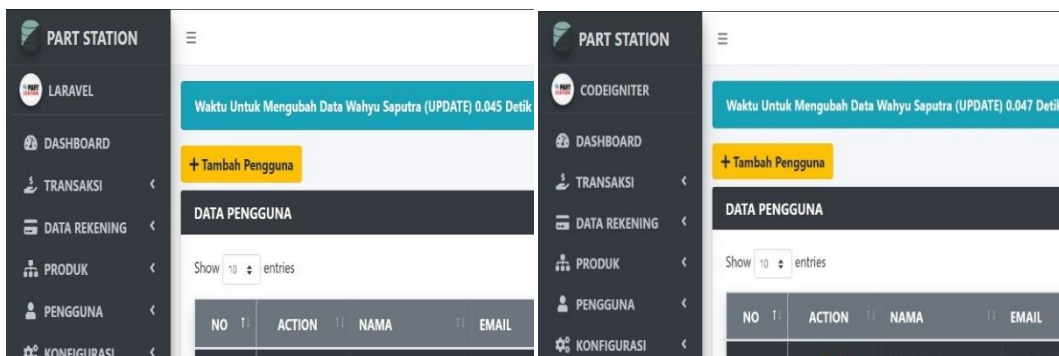 PART STATION
LARAVEL
DASHBOARD
TRANSAKSI
DATA REKENING
PRODUK
PENGGUNA
KONFIGURASI
Waktu Untuk Mengubah Data Wahyu Saputra (UPDATE) 0.045 Detik
+ Tambah Pengguna
DATA PENGGUNA
Show 10 entries
NO ACTION NAMA EMAIL
PART STATION
CODEIGNITER
DASHBOARD
TRANSAKSI
DATA REKENING
PRODUK
PENGGUNA
KONFIGURASI
Waktu Untuk Mengubah Data Wahyu Saputra (UPDATE) 0.047 Detik
+ Tambah Pengguna
DATA PENGGUNA
Show 10 entries
NO ACTION NAMA EMAIL